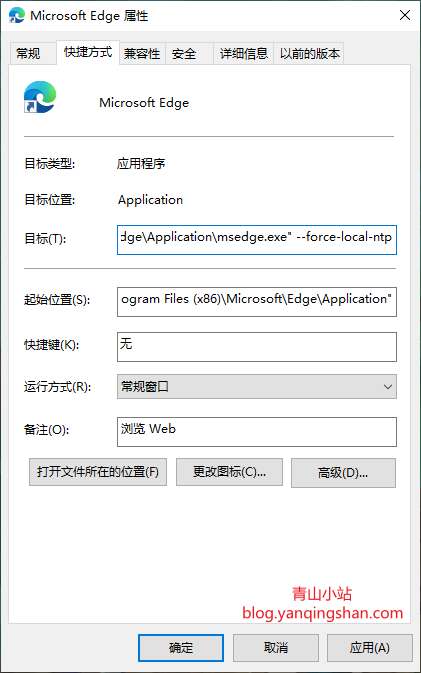 Microsoft Edge 属性
常规 快捷方式 兼容性 安全 详细信息 以前的版本
Microsoft Edge
目标类型: 应用程序
目标位置: Application
目标(T): dge\Application\msedge.exe" --force-local-ntp
起始位置(S): ogram Files (x86)\Microsoft\Edge\Application"
快捷键(K): 无
运行方式(R): 常规窗口
备注(O): 浏览 Web
打开文件所在的位置(F) 更改图标(C)... 高级(D)...
青山小站
blog.yanqingshan.com
确定 取消 应用(A)